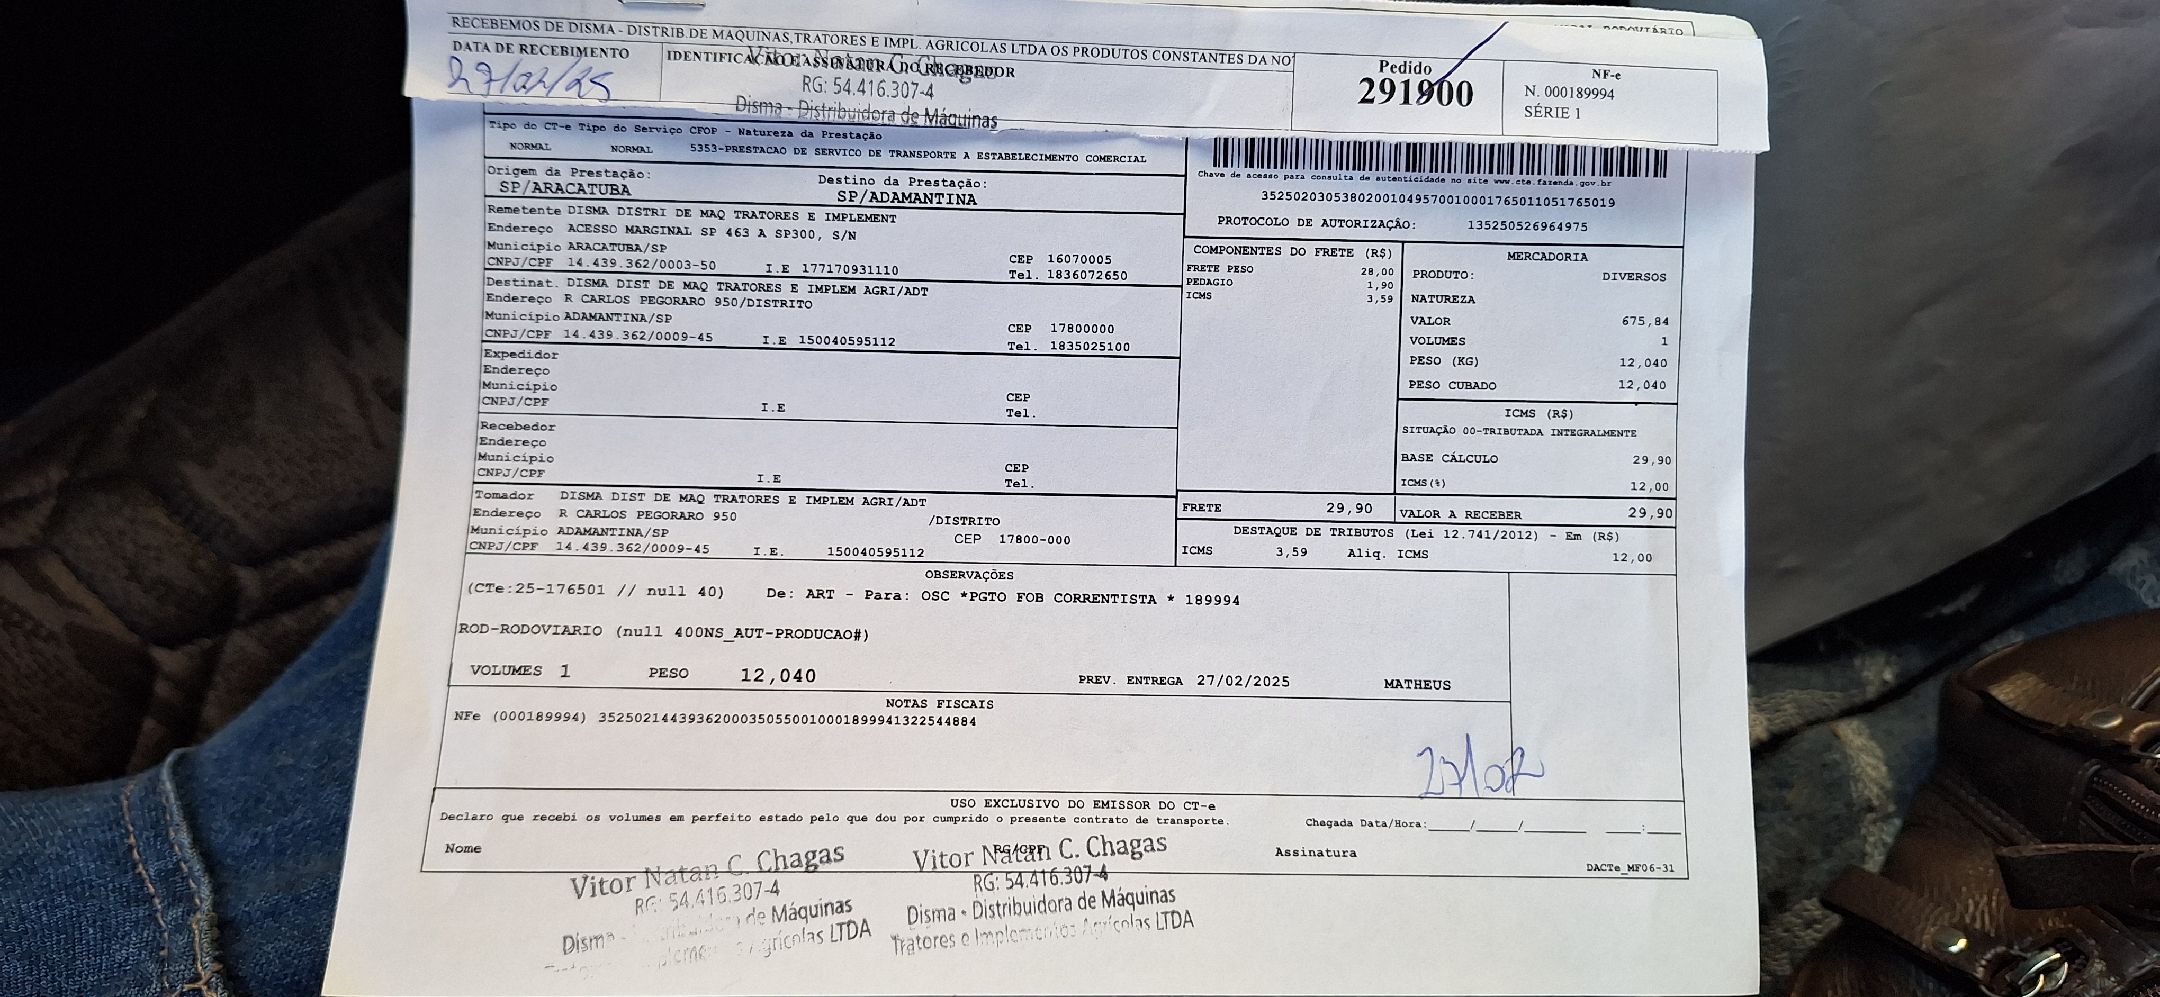 RECEBEMOS DE DISMA - DISTRIB.DE MAQUINAS,TRATORES E IMPL. AGRICOLAS LTDA OS PRODUTOS CONSTANTES DA NO
DATA DE RECEBIMENTO
27/02/25
IDENTIFICAÇÃO E ASSINATURA DO RECEBEDOR
Vitor Natan C. Chagas
RG: 54.416.307-4
Disma - Distribuidora de Máquinas
Pedido
291900
NF-e
N. 000189994
SÉRIE 1
Tipo do CT-e Tipo do Serviço CFOP - Natureza da Prestação
NORMAL NORMAL 5353-PRESTACAO DE SERVICO DE TRANSPORTE A ESTABELECIMENTO COMERCIAL
Chave de acesso para consulta de autenticidade no site www.cte.fazenda.gov.br
35250203053802001049570010001765011051765019
PROTOCOLO DE AUTORIZAÇÃO: 135250526964975
Origem da Prestação: Destino da Prestação:
SP/ARACATUBA SP/ADAMANTINA
Remetente DISMA DISTRI DE MAQ TRATORES E IMPLEMENT
Endereço ACESSO MARGINAL SP 463 A SP300, S/N
Município ARACATUBA/SP CEP 16070005
CNPJ/CPF 14.439.362/0003-50 I.E 177170931110 Tel. 1836072650
Destinat. DISMA DIST DE MAQ TRATORES E IMPLEM AGRI/ADT
Endereço R CARLOS PEGORARO 950/DISTRITO
Município ADAMANTINA/SP CEP 17800000
CNPJ/CPF 14.439.362/0009-45 I.E 150040595112 Tel. 1835025100
Expedidor
Endereço
Município CEP
CNPJ/CPF I.E Tel.
Recebedor
Endereço
Município CEP
CNPJ/CPF I.E Tel.
Tomador DISMA DIST DE MAQ TRATORES E IMPLEM AGRI/ADT
Endereço R CARLOS PEGORARO 950 /DISTRITO
Município ADAMANTINA/SP CEP 17800-000
CNPJ/CPF 14.439.362/0009-45 I.E. 150040595112
COMPONENTES DO FRETE (R$)
FRETE PESO 28,00
PEDAGIO 1,90
ICMS 3,59
MERCADORIA
PRODUTO: DIVERSOS
NATUREZA
VALOR 675,84
VOLUMES 1
PESO (KG) 12,040
PESO CUBADO 12,040
ICMS (R$)
SITUAÇÃO 00-TRIBUTADA INTEGRALMENTE
BASE CÁLCULO 29,90
ICMS(%) 12,00
FRETE 29,90
VALOR A RECEBER 29,90
DESTAQUE DE TRIBUTOS (Lei 12.741/2012) - Em (R$)
ICMS 3,59 Aliq. ICMS 12,00
OBSERVAÇÕES
(CTe:25-176501 // null 40) De: ART - Para: OSC *PGTO FOB CORRENTISTA * 189994
ROD-RODOVIARIO (null 400NS_AUT-PRODUCAO#)
VOLUMES 1 PESO 12,040 PREV. ENTREGA 27/02/2025 MATHEUS
NOTAS FISCAIS
NFe (000189994) 35250214439362000350550010001899941322544884
27/02
USO EXCLUSIVO DO EMISSOR DO CT-e
Declaro que recebi os volumes em perfeito estado pelo que dou por cumprido o presente contrato de transporte. Chegada Data/Hora:____/____/______ ___:___
Nome RG/CPF Assinatura
DACTe_MF06-31
Vitor Natan C. Chagas
RG: 54.416.307-4
Disma - de Máquinas
Agrícolas LTDA
Vitor Natan C. Chagas
RG: 54.416.307-4
Disma - Distribuidora de Máquinas
Tratores e Implementos Agrícolas LTDA